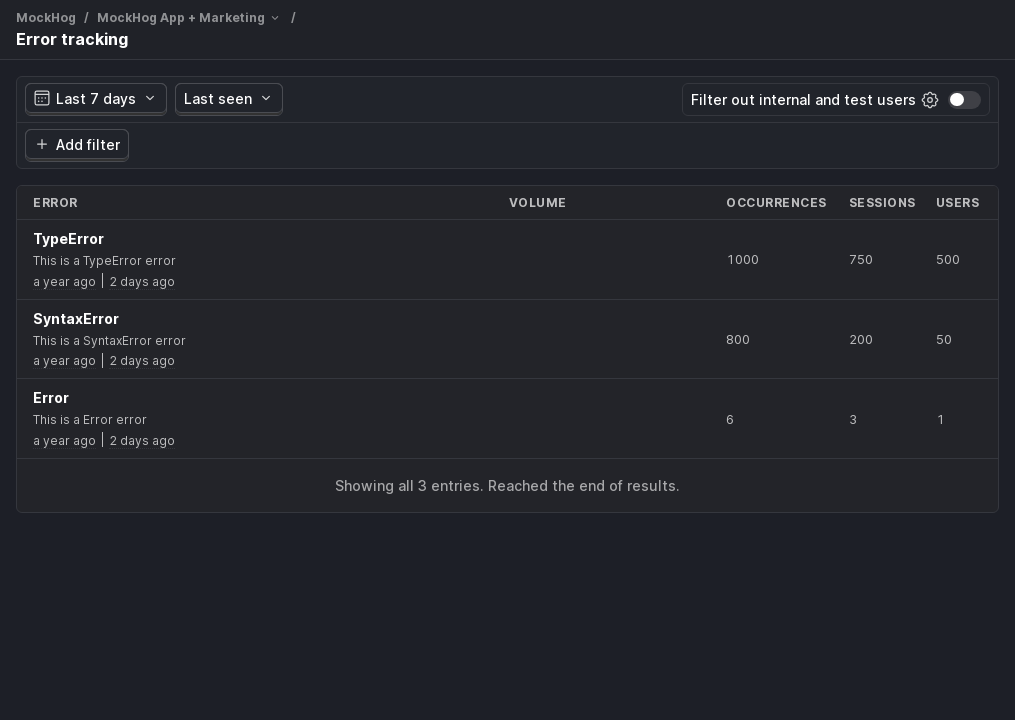 MockHog / MockHog App + Marketing /
Error tracking
Last 7 days Last seen Filter out internal and test users
Add filter
ERROR VOLUME OCCURRENCES SESSIONS USERS
TypeError
This is a TypeError error
a year ago | 2 days ago
1000 750 500
SyntaxError
This is a SyntaxError error
a year ago | 2 days ago
800 200 50
Error
This is a Error error
a year ago | 2 days ago
6 3 1
Showing all 3 entries. Reached the end of results.